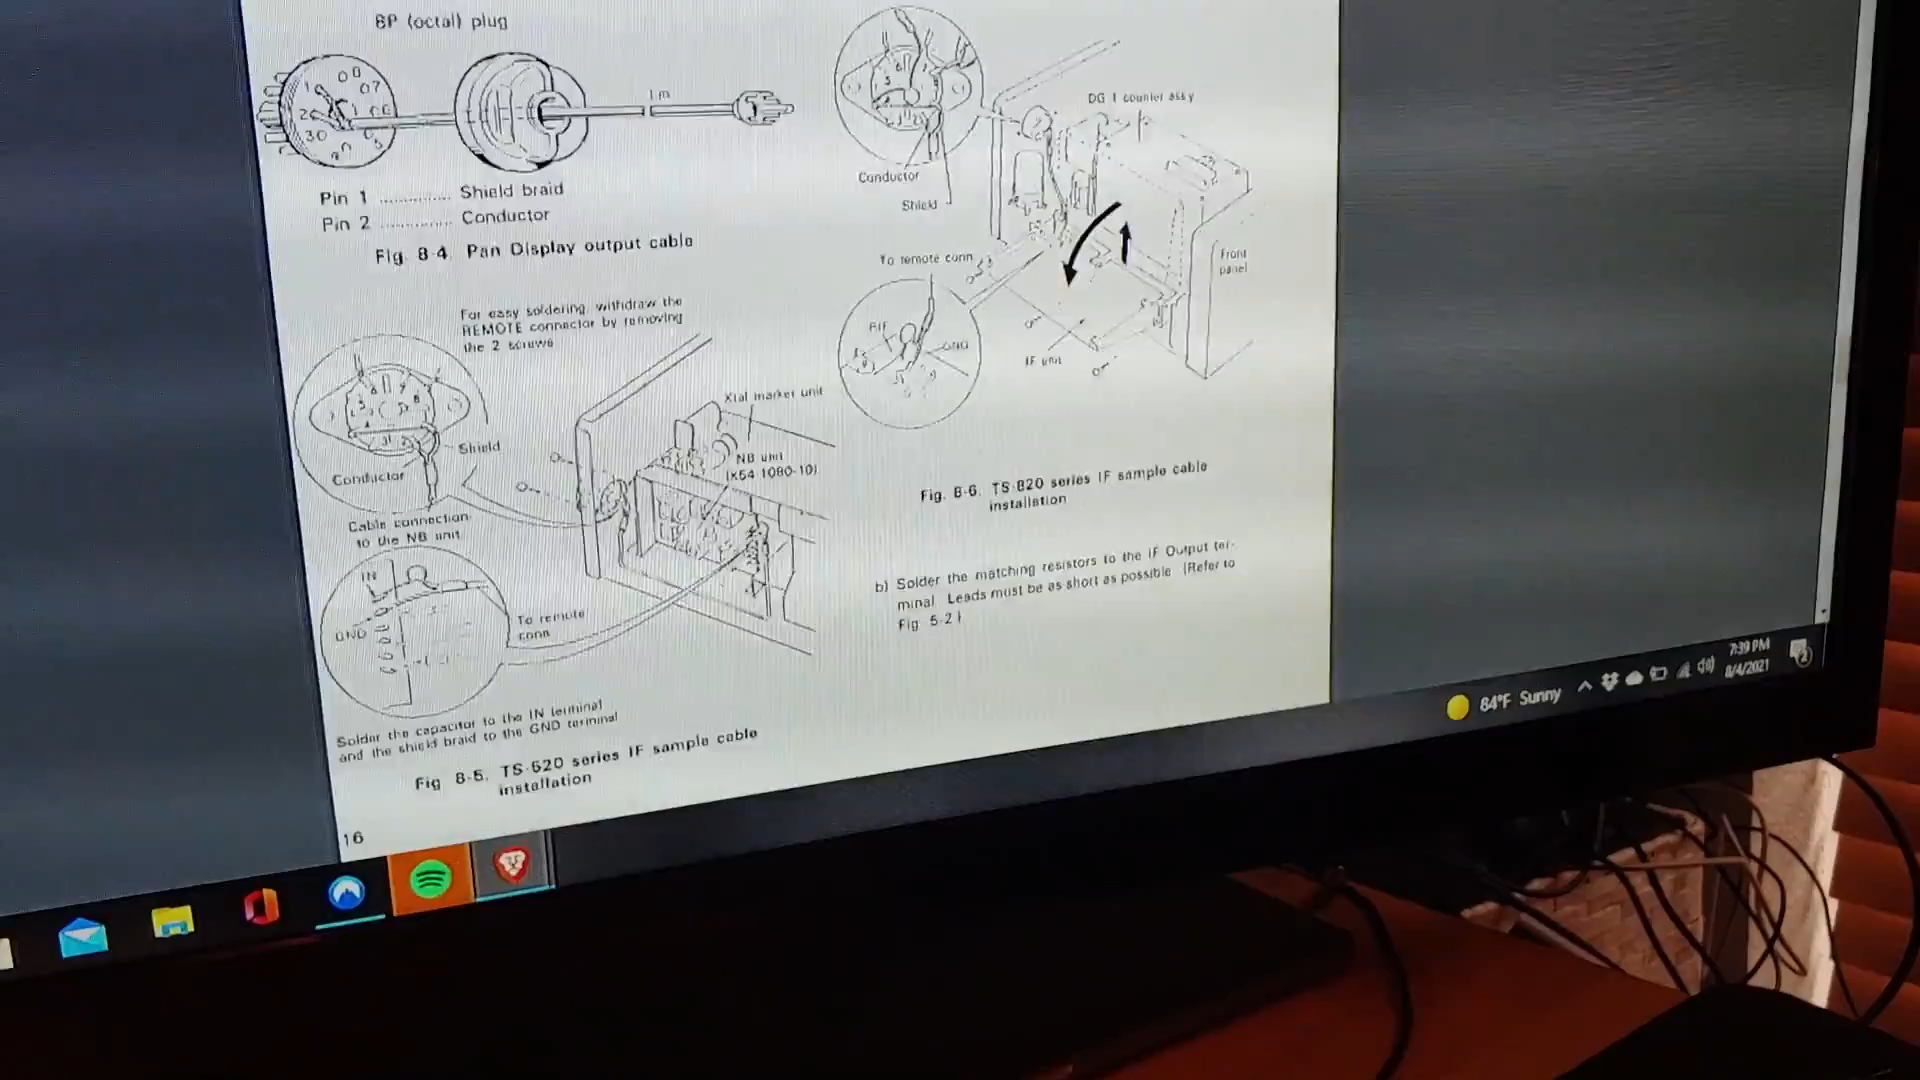 8P (octal) plug
1 m
Pin 1 .............. Shield braid
Pin 2 .............. Conductor
Fig. 8-4. Pan Display output cable
For easy soldering, withdraw the
REMOTE connector by removing
the 2 screws
Shield
Conductor
Cable connection
to the NB unit
IN
GND
To remote
conn
Xtal marker unit
NB unit
(X54-1080-10)
Solder the capacitor to the IN terminal
and the shield braid to the GND terminal
Fig 8-5. TS-520 series IF sample cable
installation
16
DG 1 counter assy
Conductor
Shield
To remote conn
Front
panel
RIF
GND
IF unit
Fig. 8-6. TS-820 series IF sample cable
installation
b) Solder the matching resistors to the IF Output ter-
minal. Leads must be as short as possible. (Refer to
Fig. 5-2)
84°F Sunny
7:39 PM
8/4/2021
2